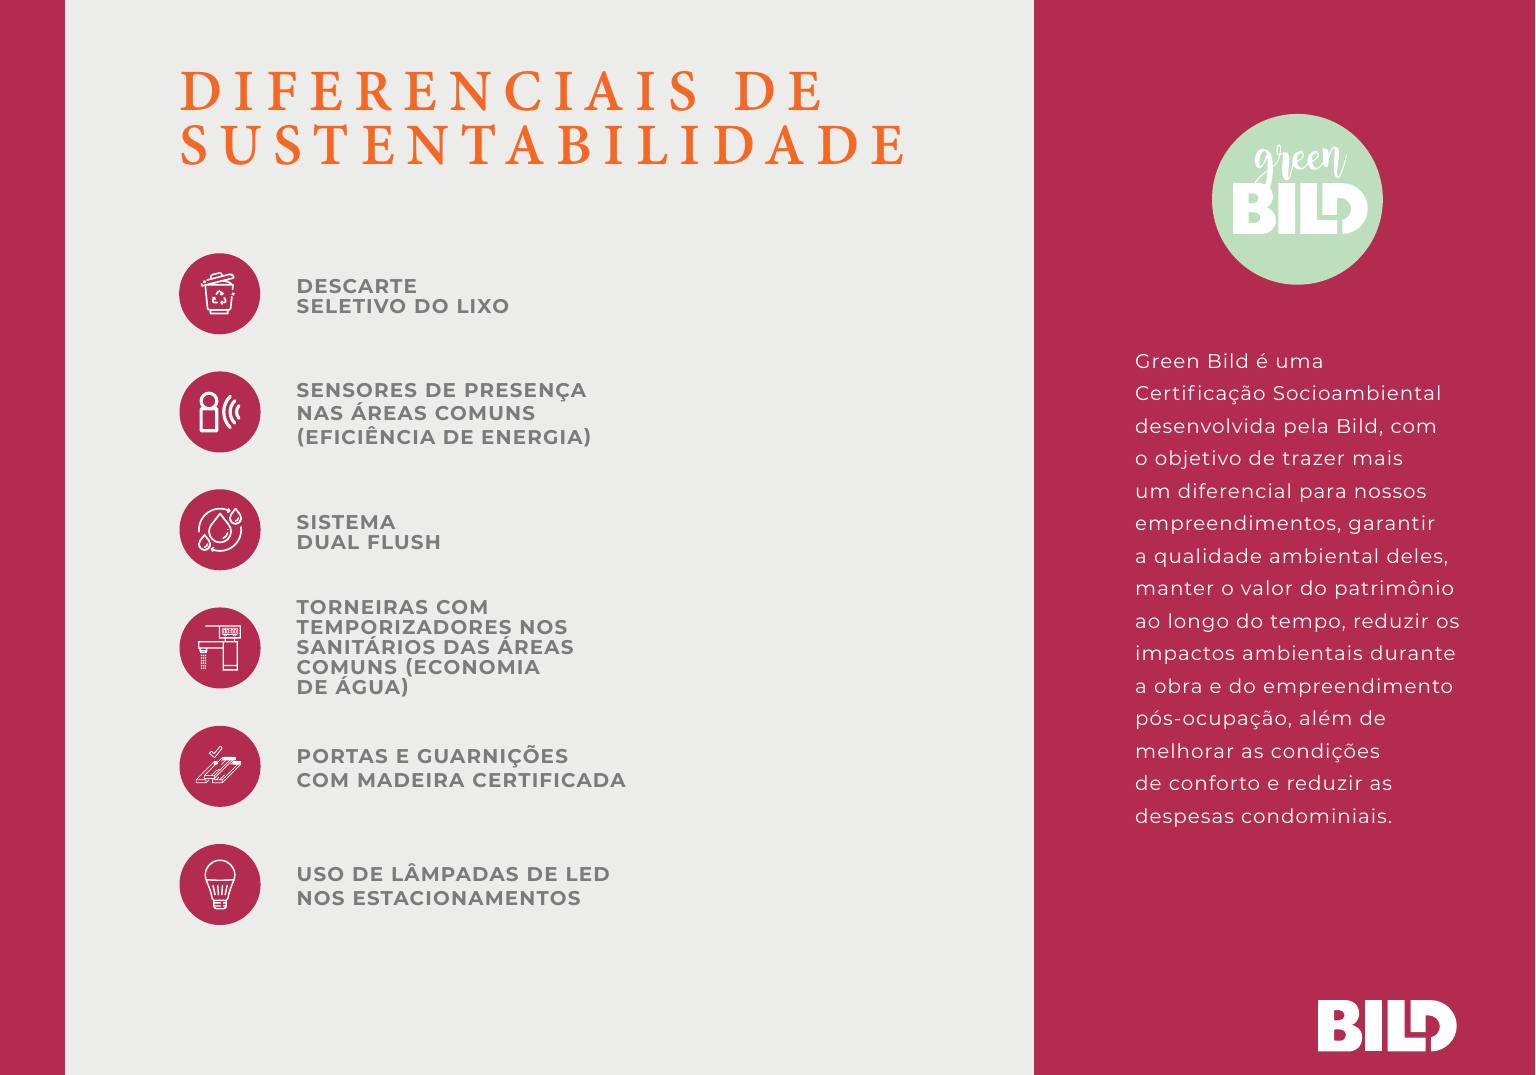 DIFERENCIAIS DE
SUSTENTABILIDADE
DESCARTE
SELETIVO DO LIXO
SENSORES DE PRESENÇA
NAS ÁREAS COMUNS
(EFICIÊNCIA DE ENERGIA)
SISTEMA
DUAL FLUSH
TORNEIRAS COM
TEMPORIZADORES NOS
SANITÁRIOS DAS ÁREAS
COMUNS (ECONOMIA
DE ÁGUA)
PORTAS E GUARNIÇÕES
COM MADEIRA CERTIFICADA
USO DE LÂMPADAS DE LED
NOS ESTACIONAMENTOS
green
BILD
Green Bild é uma
Certificação Socioambiental
desenvolvida pela Bild, com
o objetivo de trazer mais
um diferencial para nossos
empreendimentos, garantir
a qualidade ambiental deles,
manter o valor do patrimônio
ao longo do tempo, reduzir os
impactos ambientais durante
a obra e do empreendimento
pós-ocupação, além de
melhorar as condições
de conforto e reduzir as
despesas condominiais.
BILD